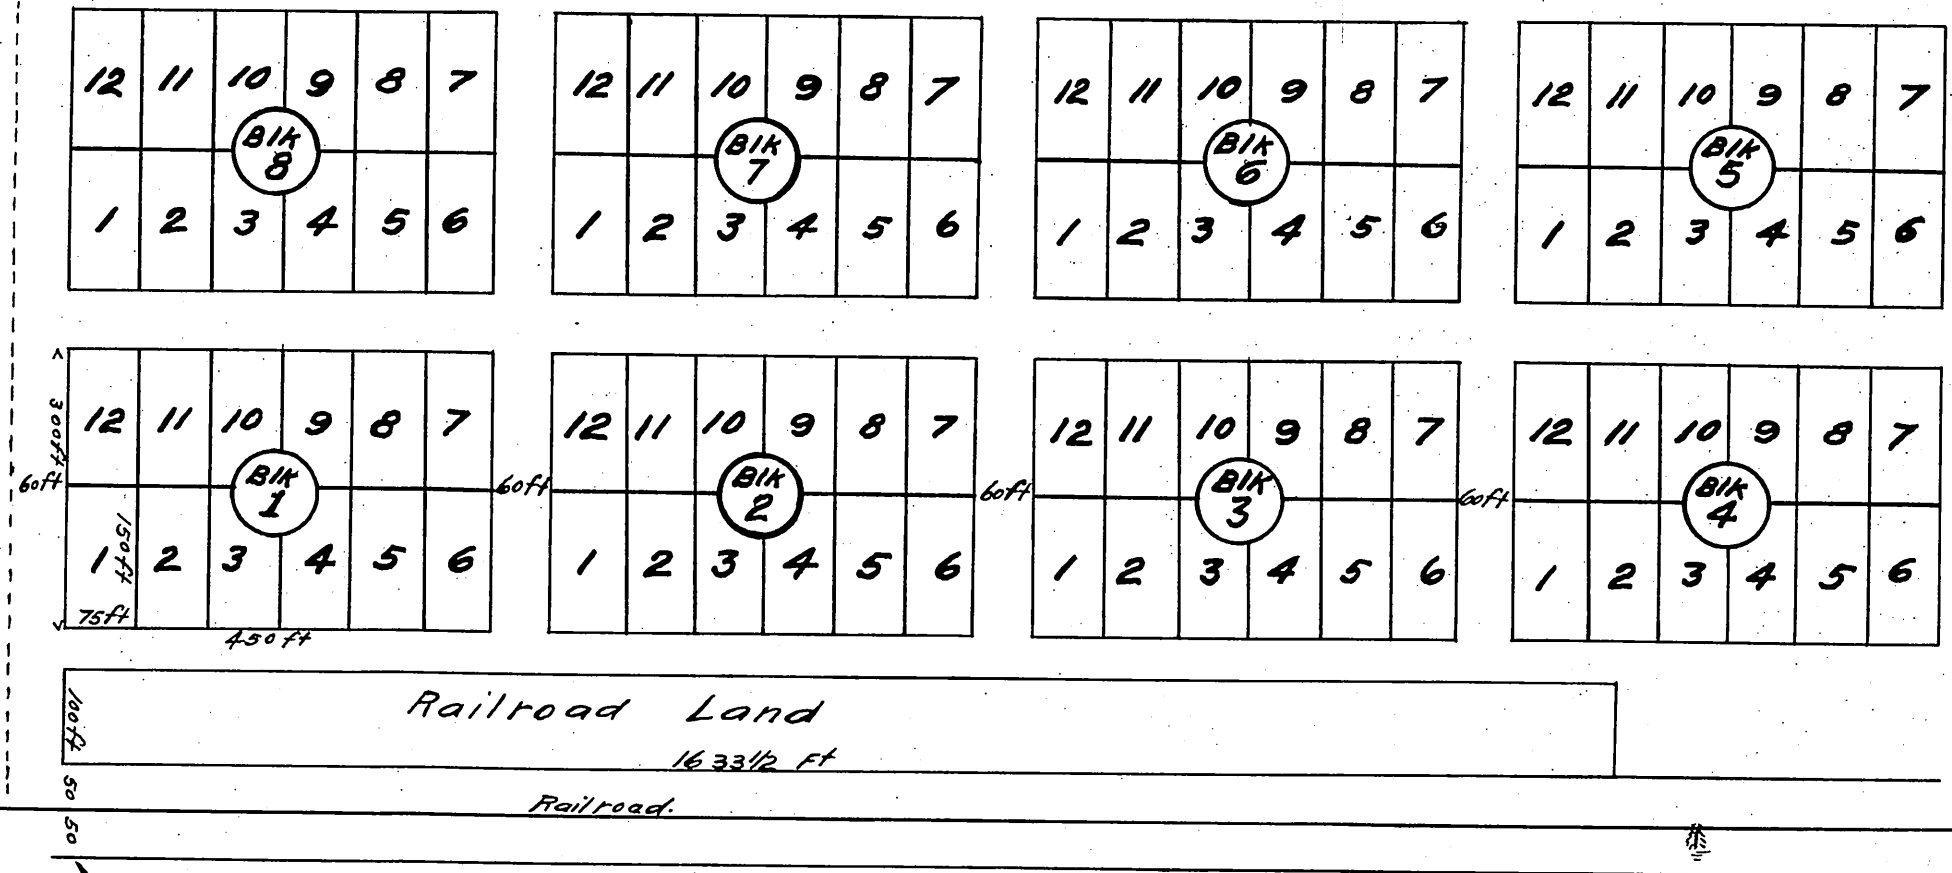 12 11 10 9 8 7
Blk 8
1 2 3 4 5 6
12 11 10 9 8 7
Blk 7
1 2 3 4 5 6
12 11 10 9 8 7
Blk 6
1 2 3 4 5 6
12 11 10 9 8 7
Blk 5
1 2 3 4 5 6
300ft
60ft
12 11 10 9 8 7
Blk 1
1 2 3 4 5 6
150ft
75ft
450 ft
60ft
12 11 10 9 8 7
Blk 2
1 2 3 4 5 6
60ft
12 11 10 9 8 7
Blk 3
1 2 3 4 5 6
60ft
12 11 10 9 8 7
Blk 4
1 2 3 4 5 6
100ft
Railroad Land
1633 1/2 Ft
50
Railroad.
50